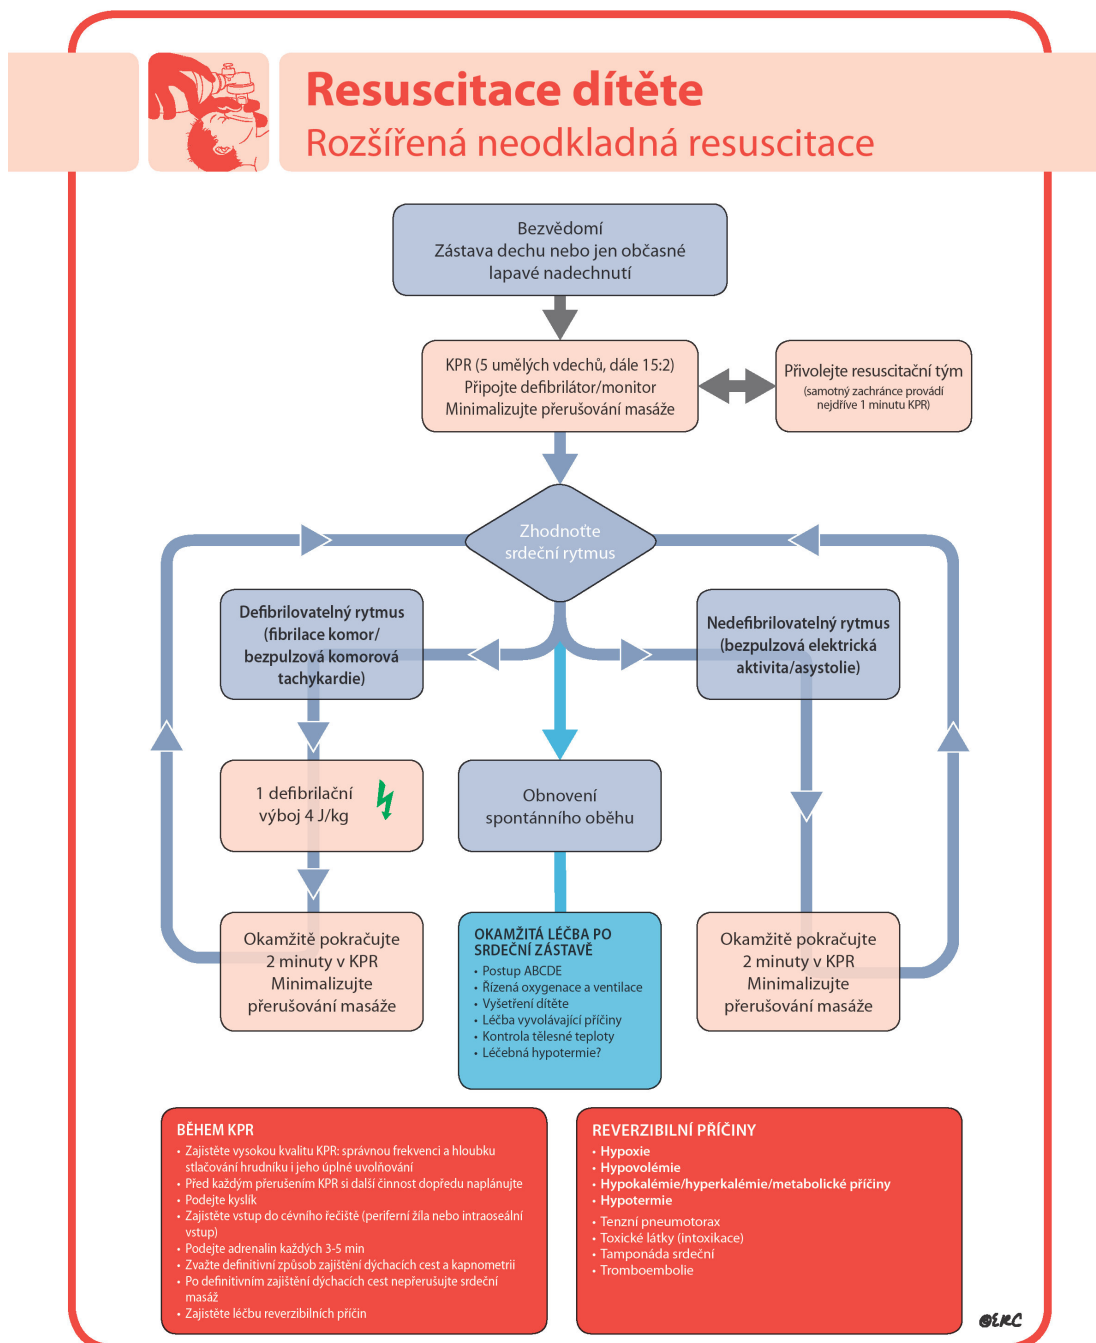 Resuscitace dítěte
Rozšířená neodkladná resuscitace
Bezvědomí
Zástava dechu nebo jen občasné
lapavé nadechnutí
KPR (5 umělých vdechů, dále 15:2)
Připojte defibrilátor/monitor
Minimalizujte přerušování masáže
Přivolejte resuscitační tým
(samotný zachránce provádí
nejdříve 1 minutu KPR)
Zhodnoťte
srdeční rytmus
Defibrilovatelný rytmus
(fibrilace komor/
bezpulzová komorová
tachykardie)
Nedefibrilovatelný rytmus
(bezpulzová elektrická
aktivita/asystolie)
1 defibrilační
výboj 4 J/kg
Obnovení
spontánního oběhu
Okamžitě pokračujte
2 minuty v KPR
Minimalizujte
přerušování masáže
OKAMŽITÁ LÉČBA PO
SRDEČNÍ ZÁSTAVĚ
• Postup ABCDE
• Řízená oxygenace a ventilace
• Vyšetření dítěte
• Léčba vyvolávající příčiny
• Kontrola tělesné teploty
• Léčebná hypotermie?
Okamžitě pokračujte
2 minuty v KPR
Minimalizujte
přerušování masáže
BĚHEM KPR
• Zajistěte vysokou kvalitu KPR: správnou frekvenci a hloubku
stlačování hrudníku i jeho úplné uvolňování
• Před každým přerušením KPR si další činnost dopředu naplánujte
• Podejte kyslík
• Zajistěte vstup do cévního řečiště (periferní žíla nebo intraoseální
vstup)
• Podejte adrenalin každých 3-5 min
• Zvažte definitivní způsob zajištění dýchacích cest a kapnometrii
• Po definitivním zajištění dýchacích cest nepřerušujte srdeční
masáž
• Zajistěte léčbu reverzibilních příčin
REVERZIBILNÍ PŘÍČINY
• Hypoxie
• Hypovolémie
• Hypokalémie/hyperkalémie/metabolické příčiny
• Hypotermie
• Tenzní pneumotorax
• Toxické látky (intoxikace)
• Tamponáda srdeční
• Tromboembolie
@ERC